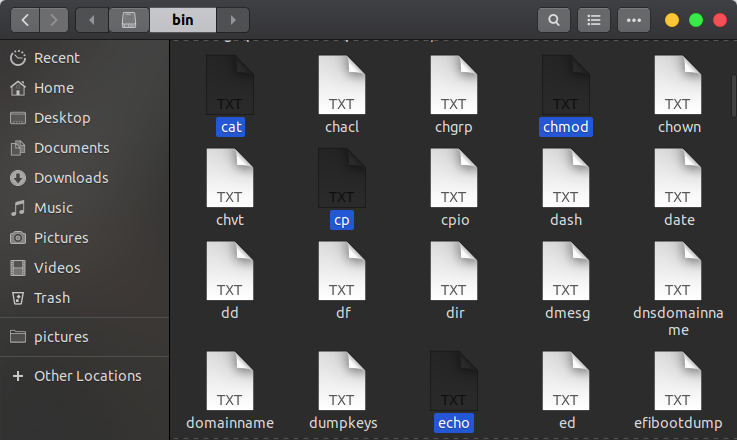 bin
Recent
Home
Desktop
Documents
Downloads
Music
Pictures
Videos
Trash
pictures
Other Locations
TXT TXT TXT TXT TXT
cat chacl chgrp chmod chown
TXT TXT TXT TXT TXT
chvt cp cpio dash date
TXT TXT TXT TXT TXT
dd df dir dmesg dnsdomainna
me
TXT TXT TXT TXT TXT
domainname dumpkeys echo ed efibootdump